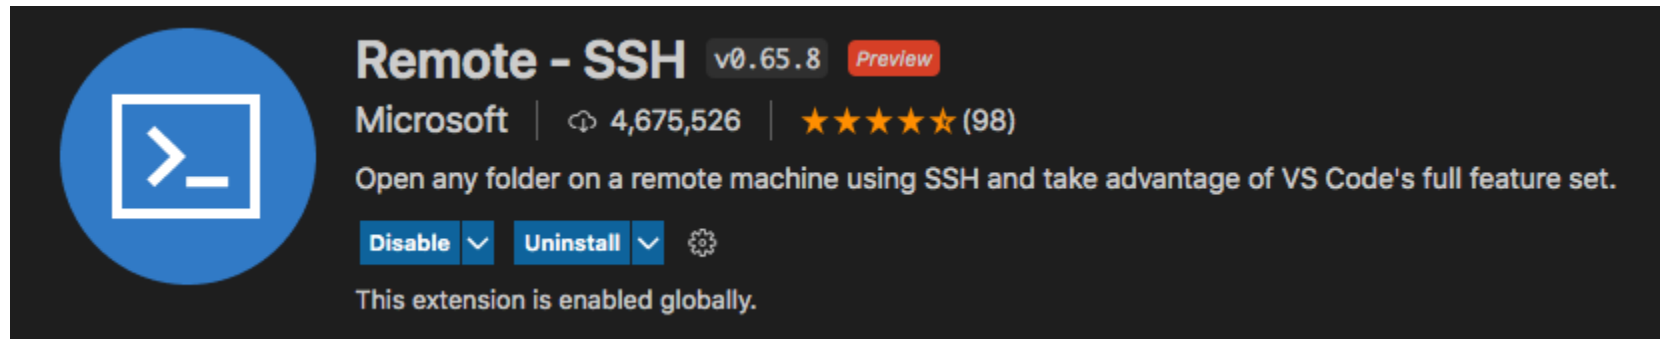 Remote - SSH v0.65.8 Preview
Microsoft 4,675,526 (98)
Open any folder on a remote machine using SSH and take advantage of VS Code's full feature set.
Disable Uninstall
This extension is enabled globally.